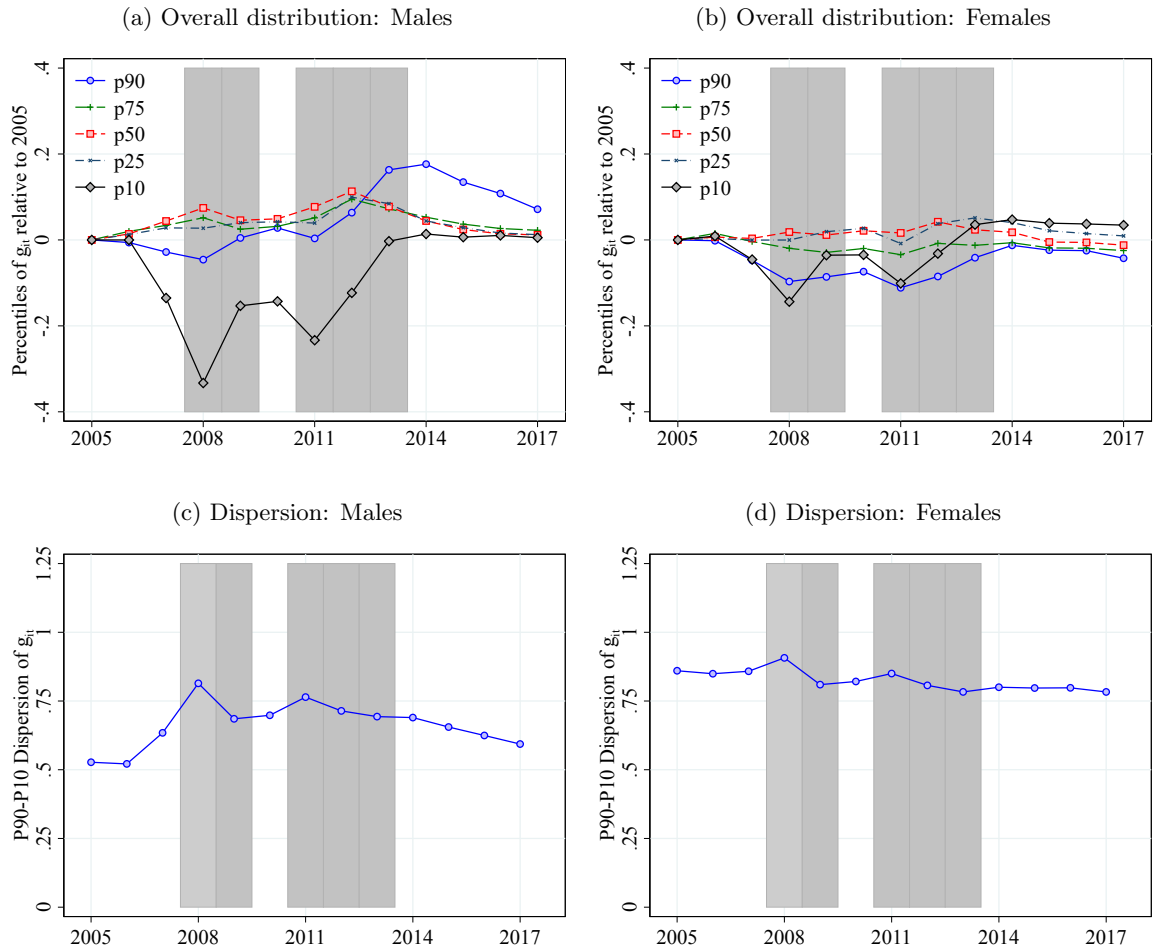 (a) Overall distribution: Males
Percentiles of g_it relative to 2005
.4
.2
0
-.2
-.4
p90
p75
p50
p25
p10
2005 2008 2011 2014 2017
(b) Overall distribution: Females
Percentiles of g_it relative to 2005
.4
.2
0
-.2
-.4
p90
p75
p50
p25
p10
2005 2008 2011 2014 2017
(c) Dispersion: Males
P90-P10 Dispersion of g_it
1.25
1
.75
.5
.25
0
2005 2008 2011 2014 2017
(d) Dispersion: Females
P90-P10 Dispersion of g_it
1.25
1
.75
.5
.25
0
2005 2008 2011 2014 2017